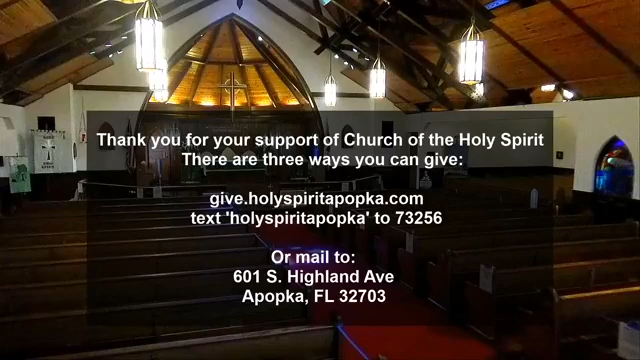 Thank you for your support of Church of the Holy Spirit
There are three ways you can give:
give.holyspiritapopka.com
text 'holyspiritapopka' to 73256
Or mail to:
601 S. Highland Ave
Apopka, FL 32703